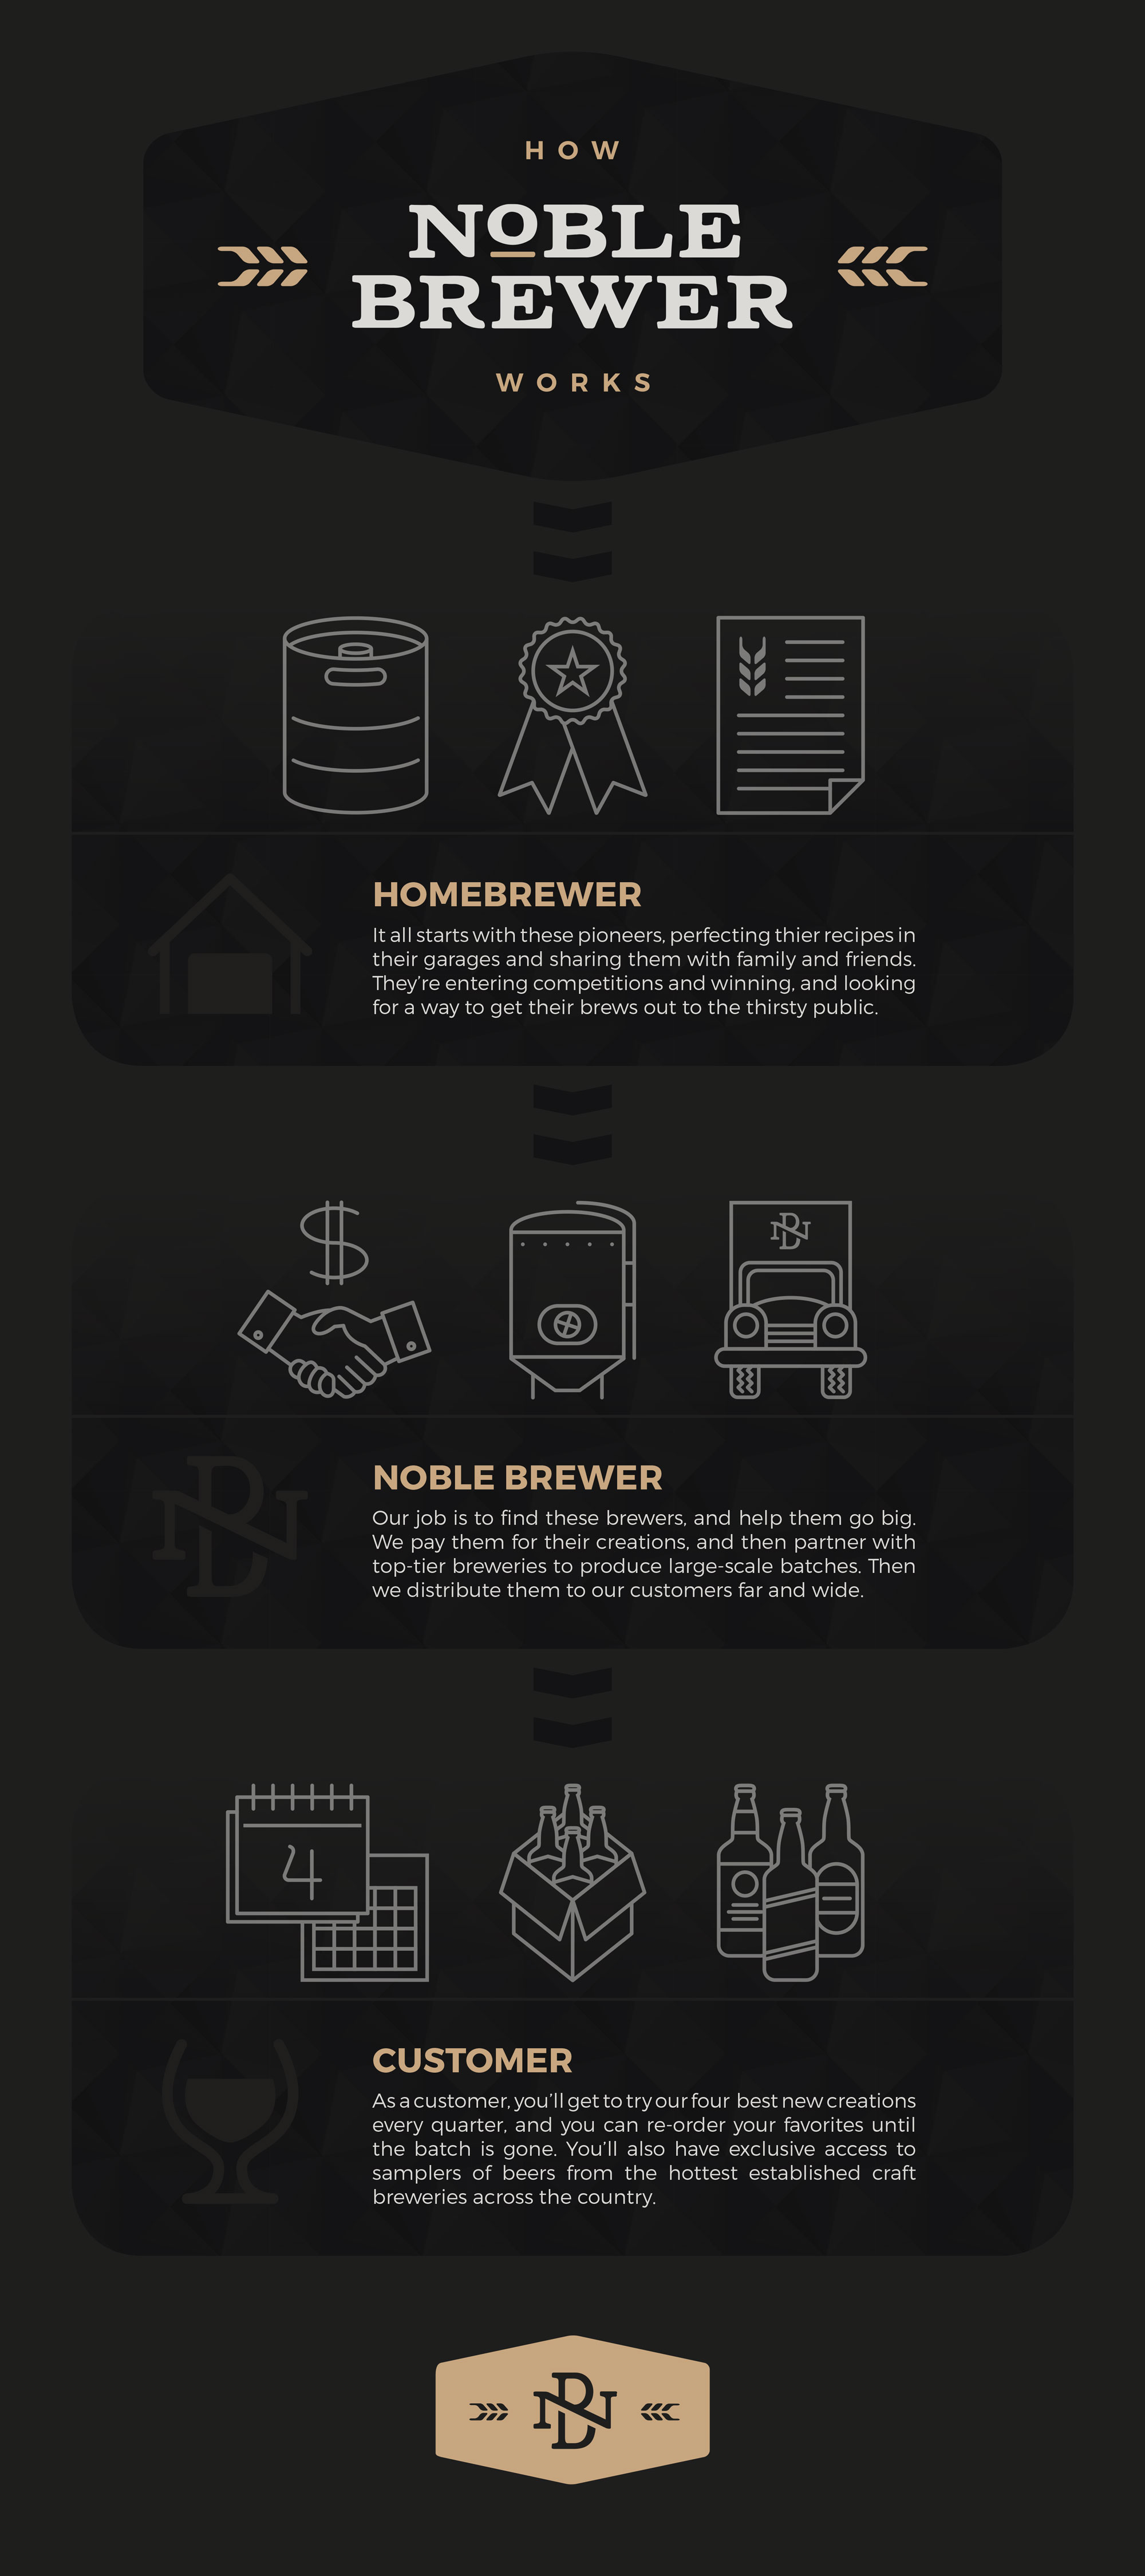 HOW
NOBLE
BREWER
WORKS
HOMEBREWER
It all starts with these pioneers, perfecting thier recipes in
their garages and sharing them with family and friends.
They're entering competitions and winning, and looking
for a way to get their brews out to the thirsty public.
NB
NOBLE BREWER
Our job is to find these brewers, and help them go big.
We pay them for their creations, and then partner with
top-tier breweries to produce large-scale batches. Then
we distribute them to our customers far and wide.
NB
$
4
CUSTOMER
As a customer, you'll get to try our four best new creations
every quarter, and you can re-order your favorites until
the batch is gone. You'll also have exclusive access to
samplers of beers from the hottest established craft
breweries across the country.
NB